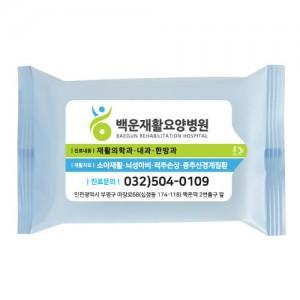 백운재활요양병원
BAEGUN REHABILITATION HOSPITAL
진료내용 재활의학과·내과·한방과
재활치료 소아재활·뇌성마비·척추손상·중추신경계질환
진료문의 032)504-0109
인천광역시 부평구 마장로68(십정동 174-118) 백운역 2번출구 앞